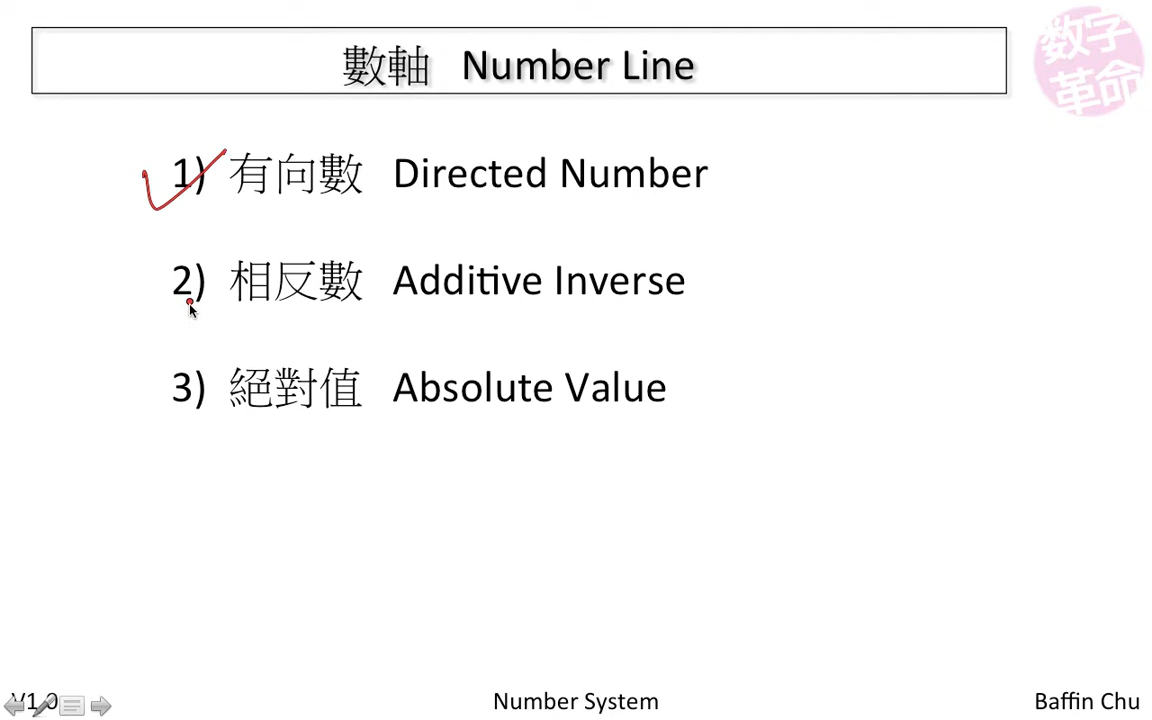 數軸 Number Line
数字
革命
1) 有向數 Directed Number
2) 相反數 Additive Inverse
3) 絕對值 Absolute Value
V1.0 Number System Baffin Chu